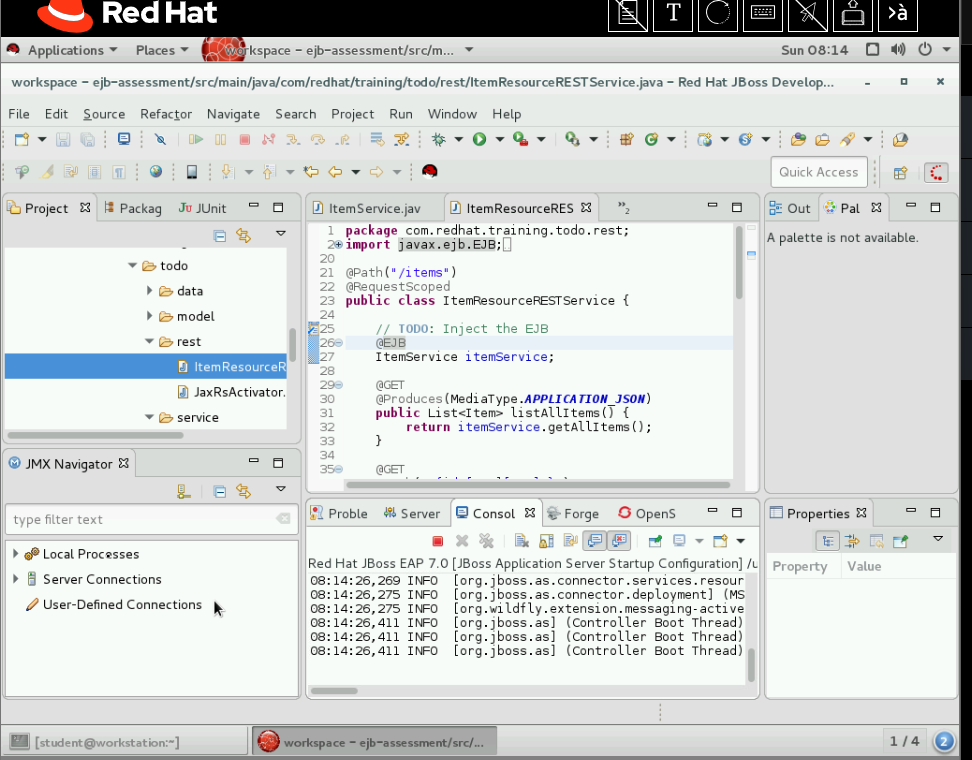 Red Hat
T
›à
Applications
Places
workspace – ejb-assessment/src/m...
Sun 08:14
workspace – ejb-assessment/src/main/java/com/redhat/training/todo/rest/ItemResourceRESTService.java – Red Hat JBoss Develop...
File Edit Source Refactor Navigate Search Project Run Window Help
Quick Access
Project
Packag
JUnit
todo
data
model
rest
ItemResourceR
JaxRsActivator.
service
ItemService.jav
ItemResourceRES
»2
1 package com.redhat.training.todo.rest;
2 import javax.ejb.EJB;
20
21 @Path("/items")
22 @RequestScoped
23 public class ItemResourceRESTService {
24
25 // TODO: Inject the EJB
26 @EJB
27 ItemService itemService;
28
29 @GET
30 @Produces(MediaType.APPLICATION_JSON)
31 public List<Item> listAllItems() {
32 return itemService.getAllItems();
33 }
34
35 @GET
Out
Pal
A palette is not available.
JMX Navigator
type filter text
Local Processes
Server Connections
User-Defined Connections
Proble
Server
Consol
Forge
OpenS
Red Hat JBoss EAP 7.0 [JBoss Application Server Startup Configuration] /u
08:14:26,269 INFO [org.jboss.as.connector.services.resour
08:14:26,275 INFO [org.jboss.as.connector.deployment] (MS
08:14:26,275 INFO [org.wildfly.extension.messaging-active
08:14:26,411 INFO [org.jboss.as] (Controller Boot Thread)
08:14:26,411 INFO [org.jboss.as] (Controller Boot Thread)
08:14:26,411 INFO [org.jboss.as] (Controller Boot Thread)
Properties
Property Value
[student@workstation:~]
workspace – ejb-assessment/src/...
1 / 4
2